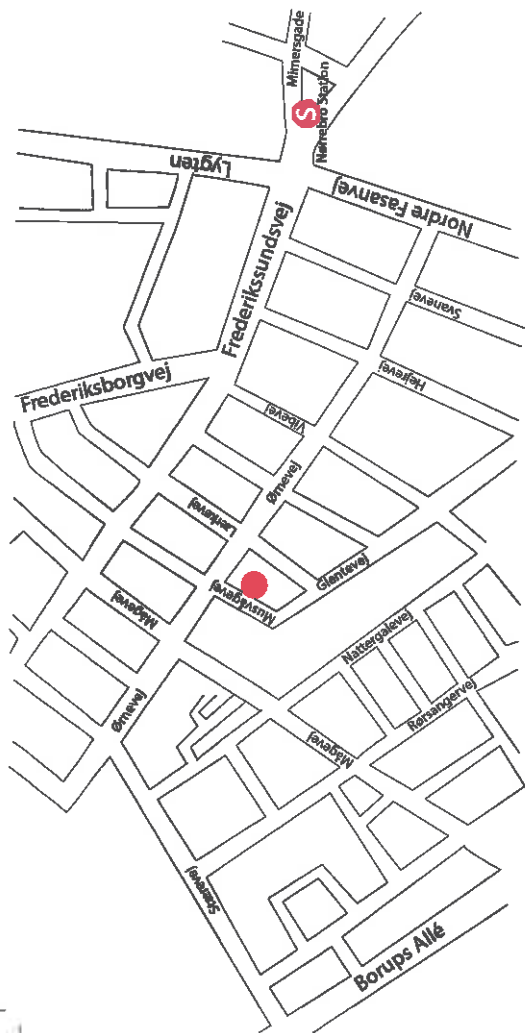 Mimersgade
S
Nørrebro Station
Lygten
Nordre Fasanvej
Frederikssundsvej
Svanevej
Frederiksborgvej
Hejrevej
Vibevej
Ørnevej
Lærkevej
Glentevej
Musvågevej
Mågevej
Nattergalevej
Rørsangervej
Ørnevej
Mågevej
Stærevej
Borups Allé